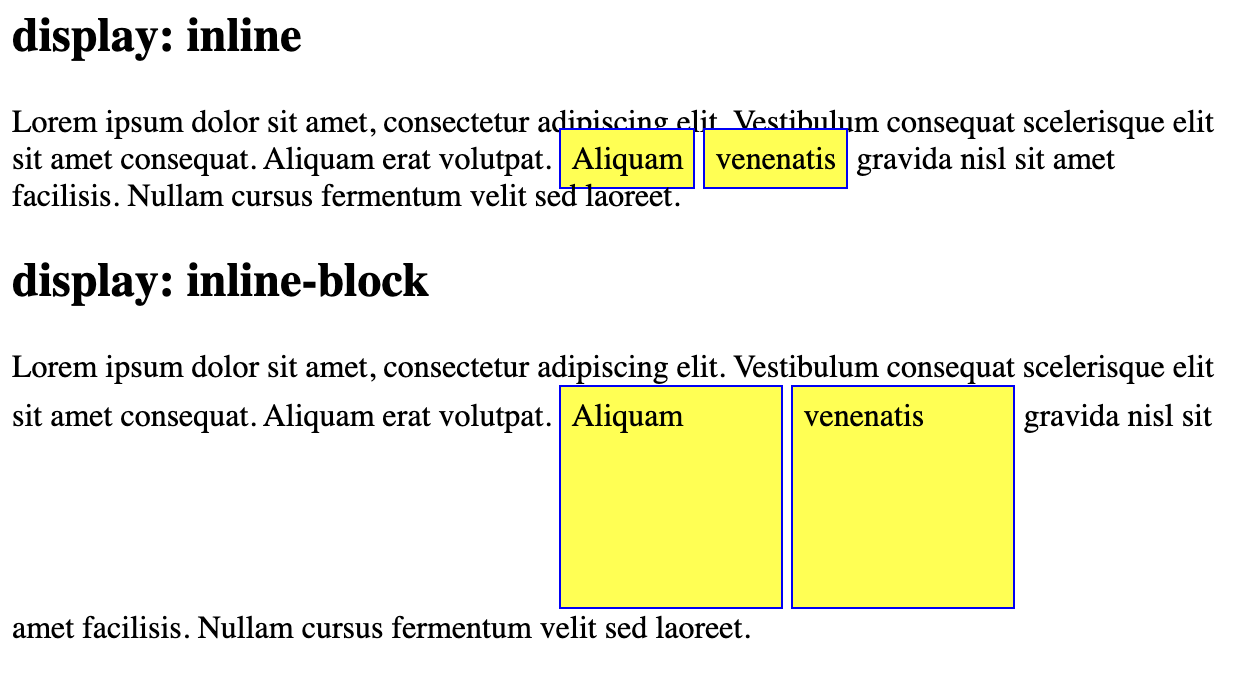 display: inline
Lorem ipsum dolor sit amet, consectetur adipiscing elit. Vestibulum consequat scelerisque elit
sit amet consequat. Aliquam erat volutpat. Aliquam venenatis gravida nisl sit amet
facilisis. Nullam cursus fermentum velit sed laoreet.
display: inline-block
Lorem ipsum dolor sit amet, consectetur adipiscing elit. Vestibulum consequat scelerisque elit
sit amet consequat. Aliquam erat volutpat. Aliquam venenatis gravida nisl sit
amet facilisis. Nullam cursus fermentum velit sed laoreet.